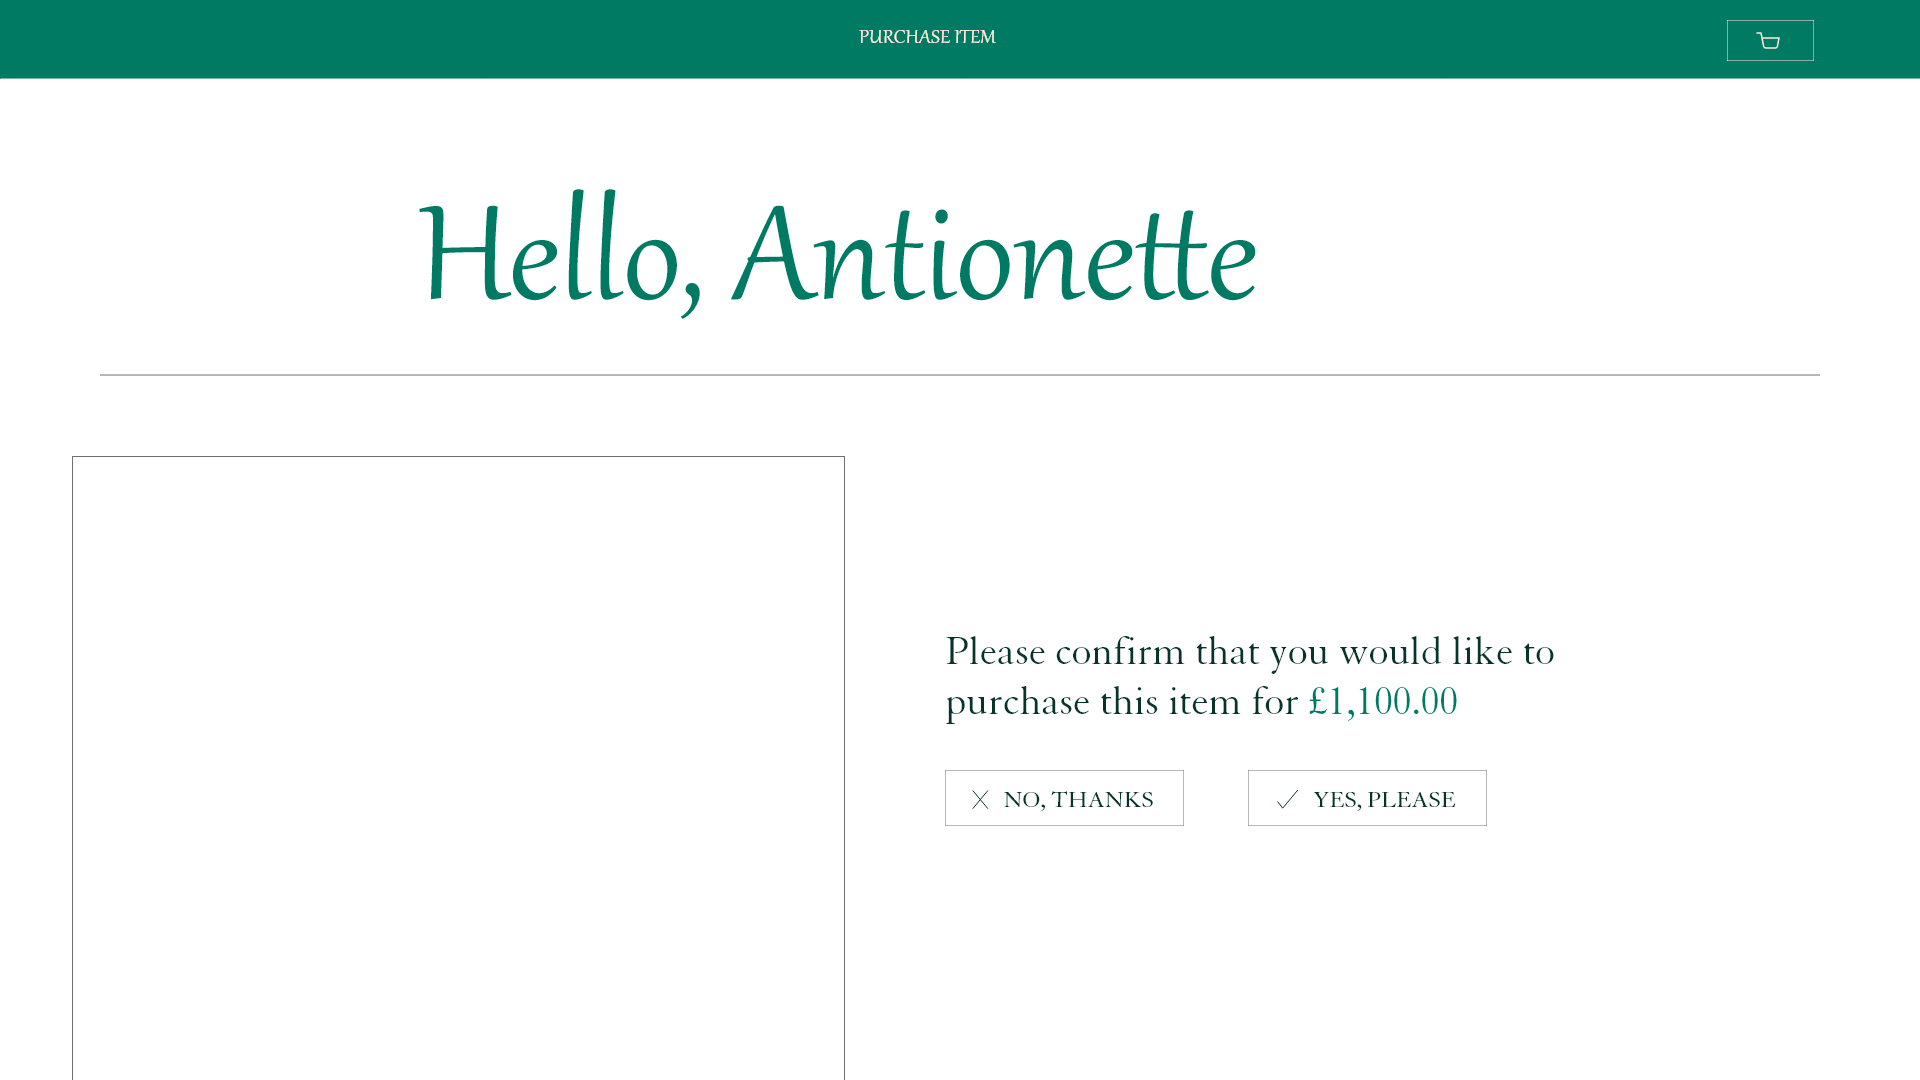 PURCHASE ITEM
Hello, Antionette
Please confirm that you would like to
purchase this item for £1,100.00
NO, THANKS
YES, PLEASE